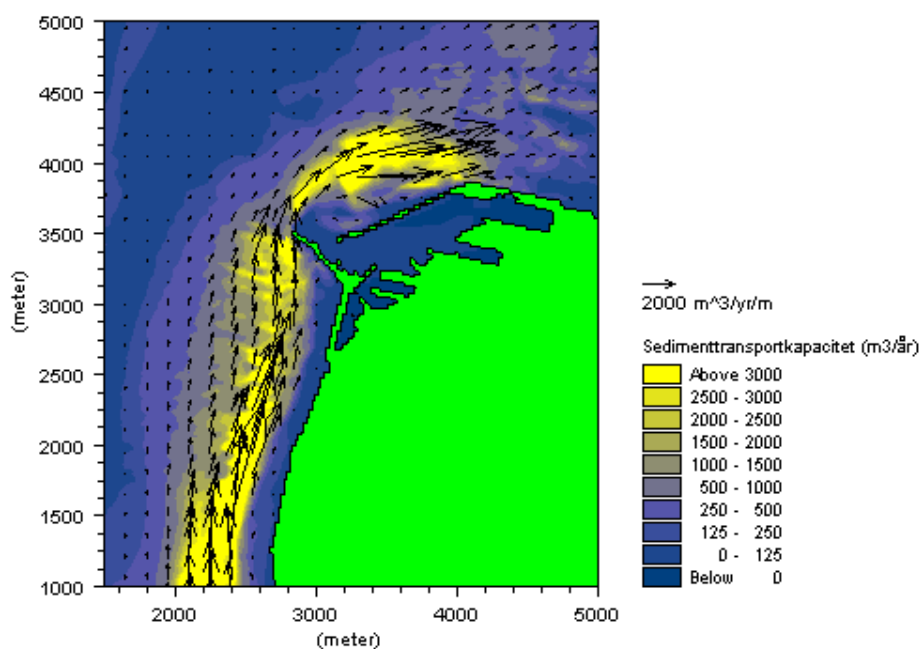 5000
4500
4000
3500
3000
2500
2000
1500
1000
(meter)
2000
3000
4000
5000
(meter)
2000 m^3/yr/m
Sedimenttransportkapacitet (m3/år)
Above 3000
2500 - 3000
2000 - 2500
1500 - 2000
1000 - 1500
500 - 1000
250 - 500
125 - 250
0 - 125
Below 0